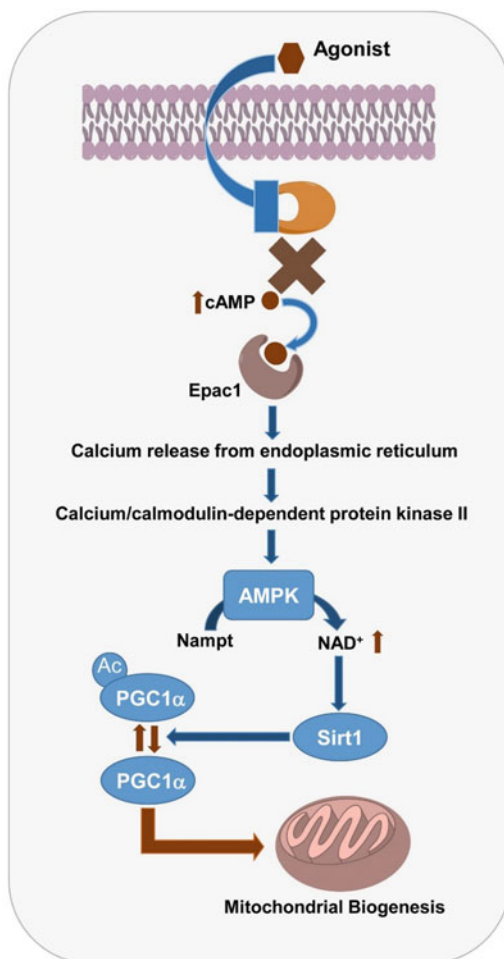 Agonist
cAMP
Epac1
Calcium release from endoplasmic reticulum
Calcium/calmodulin-dependent protein kinase II
AMPK
Nampt
NAD⁺
Ac
PGC1α
Sirt1
PGC1α
Mitochondrial Biogenesis